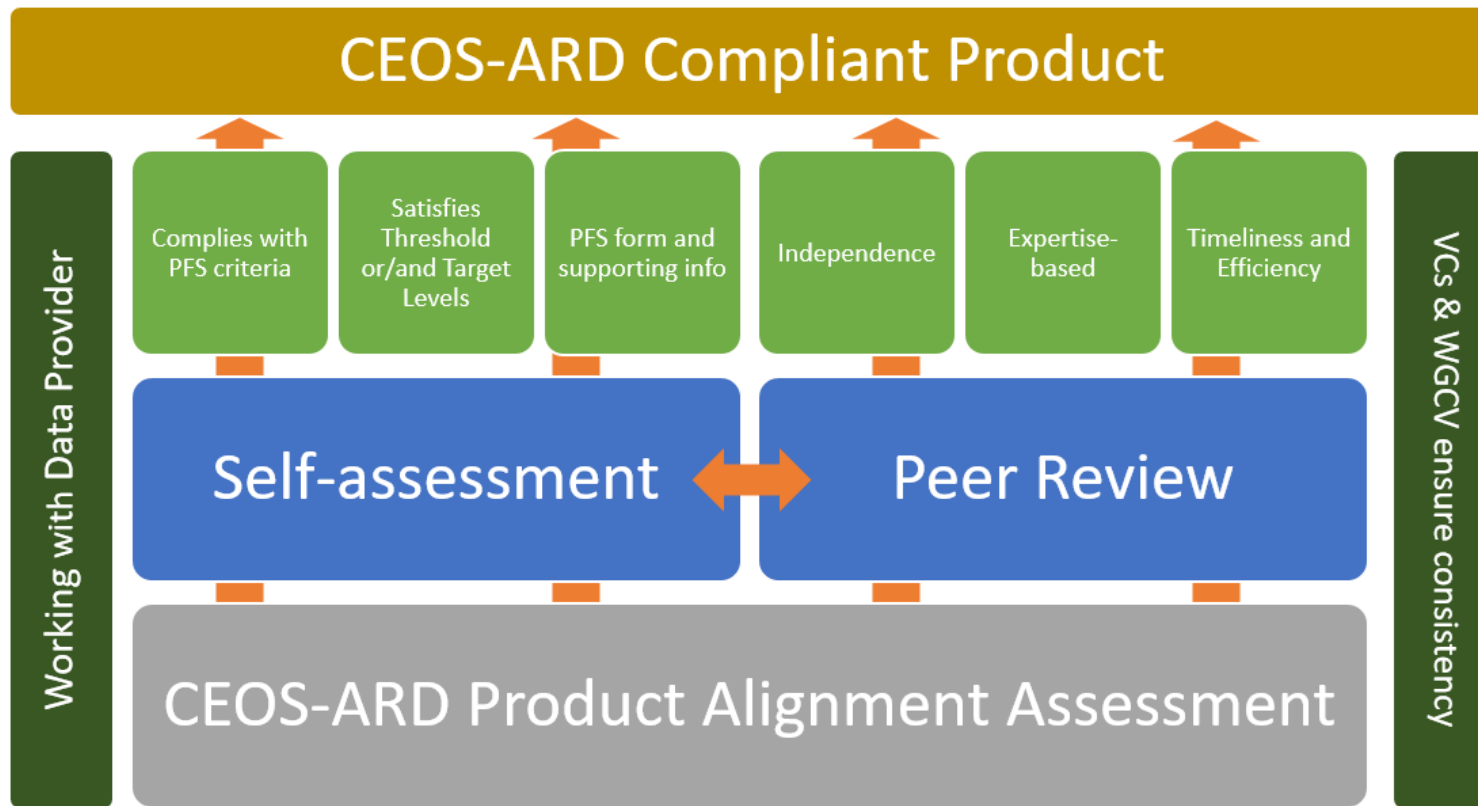 CEOS-ARD Compliant Product
Working with Data Provider
Complies with
PFS criteria
Satisfies
Threshold
or/and Target
Levels
PFS form and
supporting info
Independence
Expertise-
based
Timeliness and
Efficiency
VCs & WGCV ensure consistency
Self-assessment
Peer Review
CEOS-ARD Product Alignment Assessment